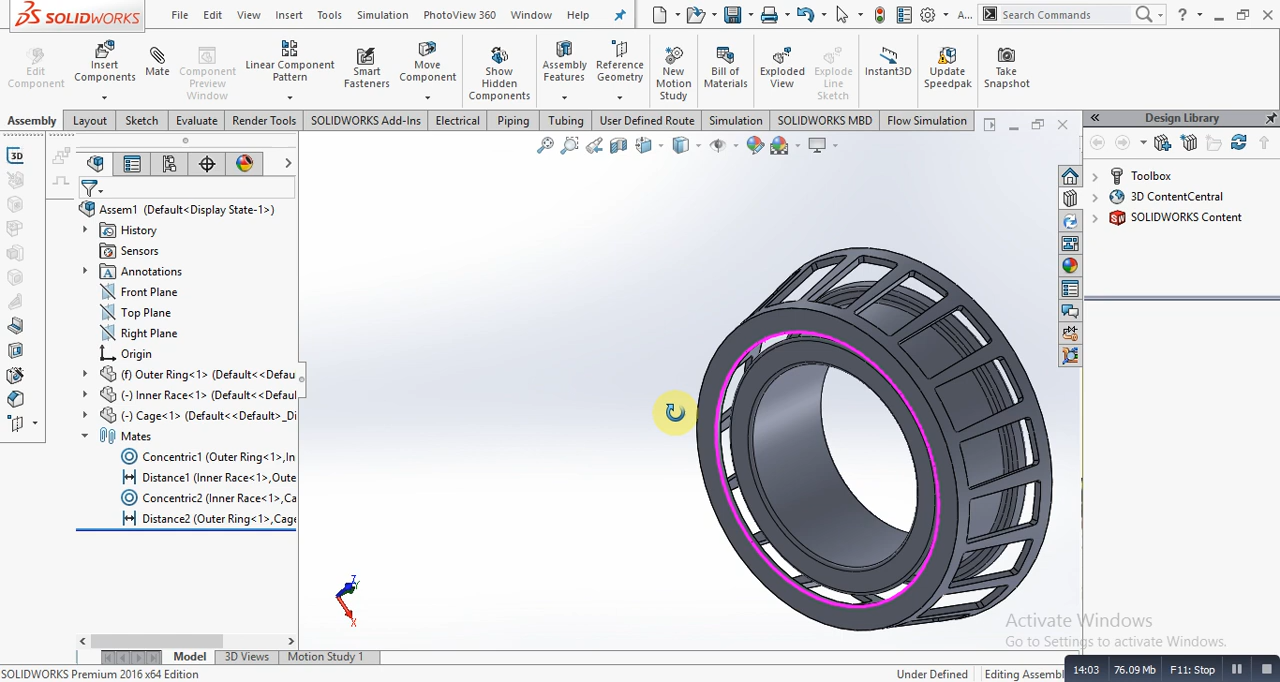 SOLIDWORKS
File Edit View Insert Tools Simulation PhotoView 360 Window Help
A...
Search Commands
?
Edit Component
Insert Components
Mate
Component Preview Window
Linear Component Pattern
Smart Fasteners
Move Component
Show Hidden Components
Assembly Features
Reference Geometry
New Motion Study
Bill of Materials
Exploded View
Explode Line Sketch
Instant3D
Update Speedpak
Take Snapshot
Assembly Layout Sketch Evaluate Render Tools SOLIDWORKS Add-Ins Electrical Piping Tubing User Defined Route Simulation SOLIDWORKS MBD Flow Simulation
Design Library
3D
Toolbox
3D ContentCentral
SOLIDWORKS Content
Assem1 (Default<Display State-1>)
History
Sensors
Annotations
Front Plane
Top Plane
Right Plane
Origin
(f) Outer Ring<1> (Default<<Defau
(-) Inner Race<1> (Default<<Defau
(-) Cage<1> (Default<<Default>_Di
Mates
Concentric1 (Outer Ring<1>,In
Distance1 (Inner Race<1>,Oute
Concentric2 (Inner Race<1>,Ca
Distance2 (Outer Ring<1>,Cage
Z
X
Activate Windows
Go to Settings to activate Windows.
Model 3D Views Motion Study 1
SOLIDWORKS Premium 2016 x64 Edition
Under Defined
Editing Assembl
14:03 76.09 Mb F11: Stop